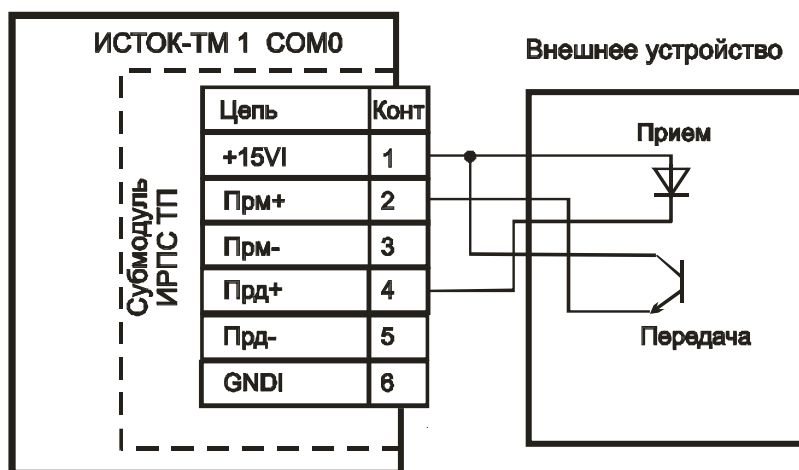 ИСТОК-ТМ 1 COM0
Внешнее устройство
Субмодуль
ИРПС ТП
Цепь Конт
+15VI 1
Прм+ 2
Прм- 3
Прд+ 4
Прд- 5
GNDI 6
Прием
Передача